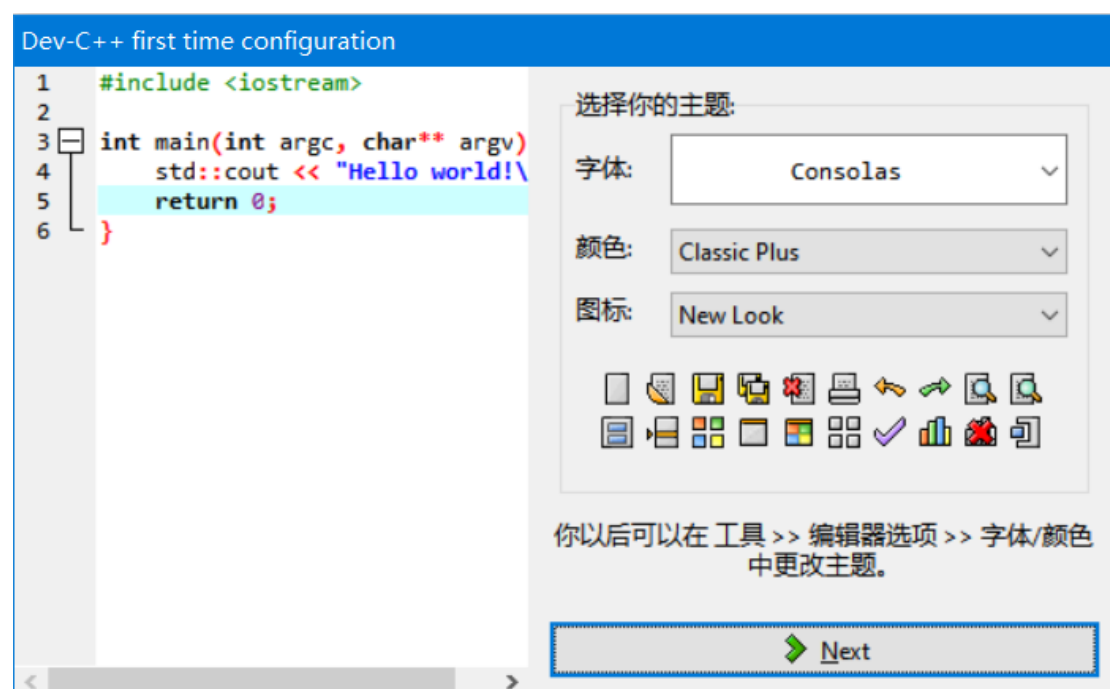 Dev-C++ first time configuration
1 #include <iostream>
2
3 int main(int argc, char** argv)
4 std::cout << "Hello world!\
5 return 0;
6 }
选择你的主题:
字体: Consolas
颜色: Classic Plus
图标: New Look
你以后可以在 工具 >> 编辑器选项 >> 字体/颜色
中更改主题。
Next